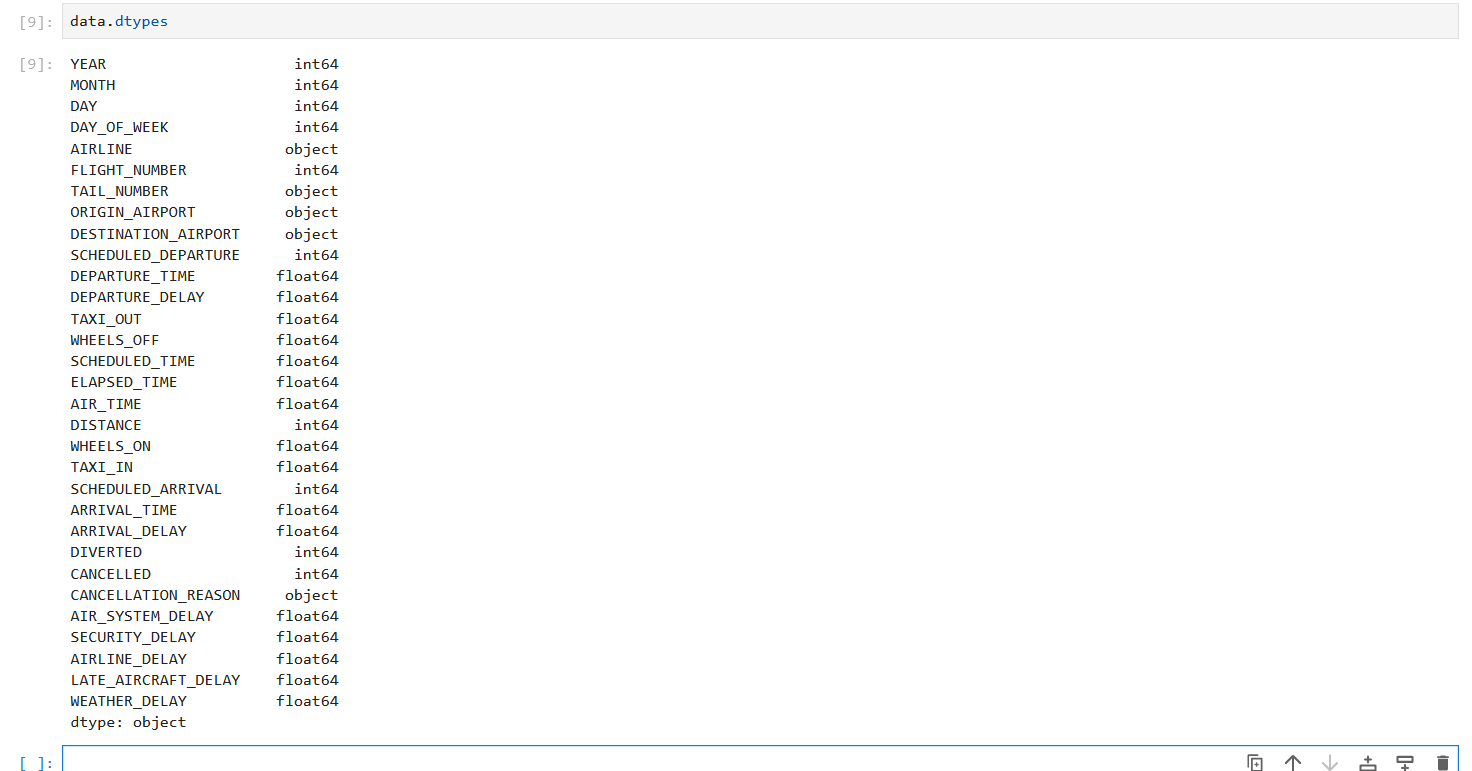 [9]: data.dtypes
[9]: YEAR int64
MONTH int64
DAY int64
DAY_OF_WEEK int64
AIRLINE object
FLIGHT_NUMBER int64
TAIL_NUMBER object
ORIGIN_AIRPORT object
DESTINATION_AIRPORT object
SCHEDULED_DEPARTURE int64
DEPARTURE_TIME float64
DEPARTURE_DELAY float64
TAXI_OUT float64
WHEELS_OFF float64
SCHEDULED_TIME float64
ELAPSED_TIME float64
AIR_TIME float64
DISTANCE int64
WHEELS_ON float64
TAXI_IN float64
SCHEDULED_ARRIVAL int64
ARRIVAL_TIME float64
ARRIVAL_DELAY float64
DIVERTED int64
CANCELLED int64
CANCELLATION_REASON object
AIR_SYSTEM_DELAY float64
SECURITY_DELAY float64
AIRLINE_DELAY float64
LATE_AIRCRAFT_DELAY float64
WEATHER_DELAY float64
dtype: object
[ ]: